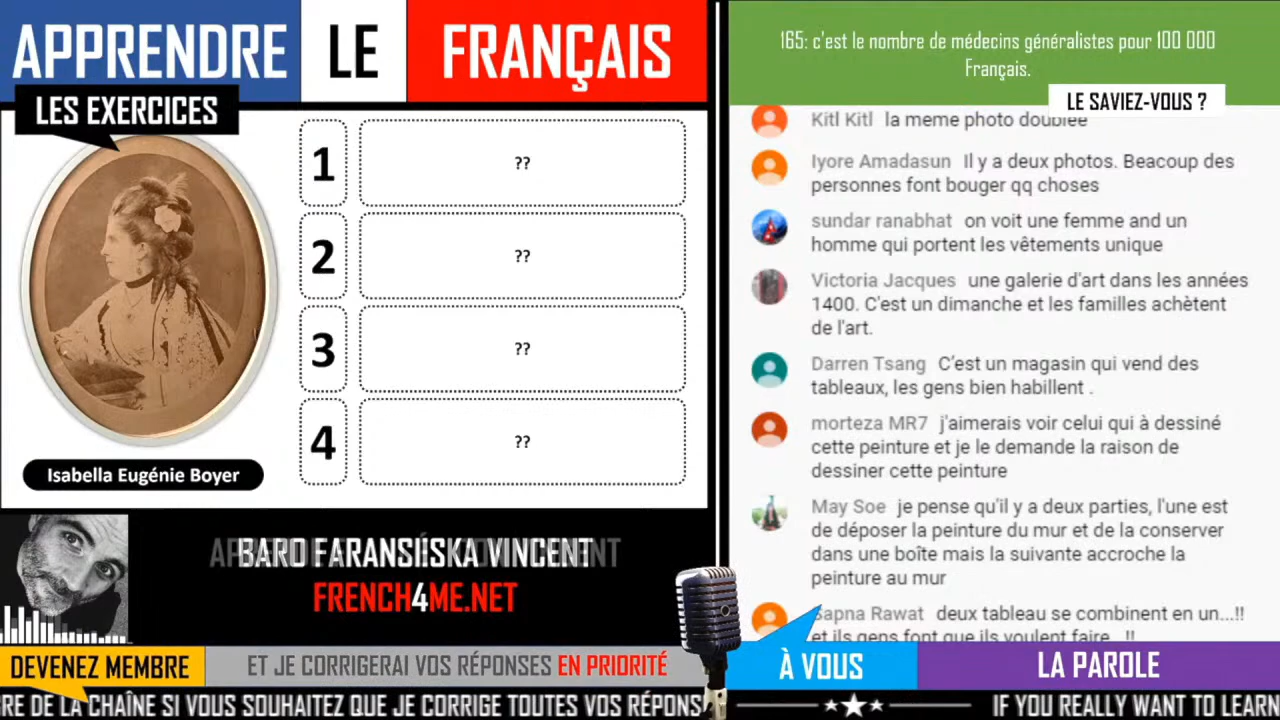 APPRENDRE LE FRANÇAIS
LES EXERCICES
1 ??
2 ??
3 ??
4 ??
Isabella Eugénie Boyer
BARO FARANSÍISKA VINCENT
FRENCH4ME.NET
DEVENEZ MEMBRE
ET JE CORRIGERAI VOS RÉPONSES EN PRIORITÉ
165: c'est le nombre de médecins généralistes pour 100 000
Français.
LE SAVIEZ-VOUS ?
Kitl Kitl la meme photo doublée
Iyore Amadasun Il y a deux photos. Beacoup des
personnes font bouger qq choses
sundar ranabhat on voit une femme and un
homme qui portent les vêtements unique
Victoria Jacques une galerie d'art dans les années
1400. C'est un dimanche et les familles achètent
de l'art.
Darren Tsang C'est un magasin qui vend des
tableaux, les gens bien habillent .
morteza MR7 j'aimerais voir celui qui à dessiné
cette peinture et je le demande la raison de
dessiner cette peinture
May Soe je pense qu'il y a deux parties, l'une est
de déposer la peinture du mur et de la conserver
dans une boîte mais la suivante accroche la
peinture au mur
Sapna Rawat deux tableau se combinent en un...!!
et ils gens font que ils voulent faire...!!
À VOUS
LA PAROLE
RE DE LA CHAÎNE SI VOUS SOUHAITEZ QUE JE CORRIGE TOUTES VOS RÉPONS
IF YOU REALLY WANT TO LEARN